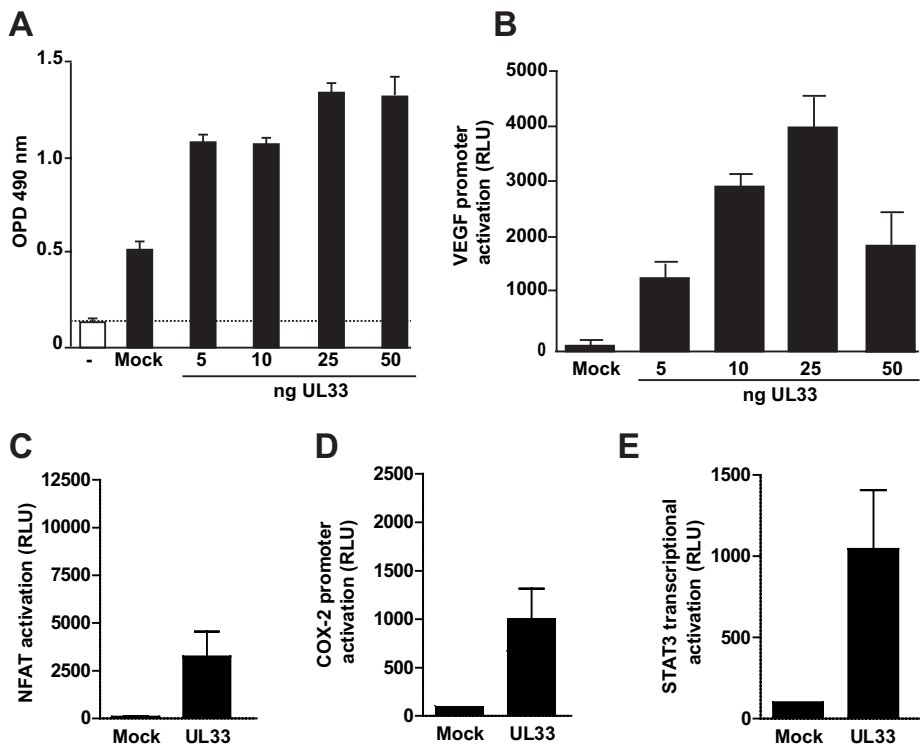 A
OPD 490 nm
1.5
1.0
0.5
0
- Mock 5 10 25 50
ng UL33
B
VEGF promoter
activation (RLU)
5000
4000
3000
2000
1000
0
Mock 5 10 25 50
ng UL33
C
NFAT activation (RLU)
12500
10000
7500
5000
2500
0
Mock UL33
D
COX-2 promoter
activation (RLU)
2500
2000
1500
1000
500
0
Mock UL33
E
STAT3 transcriptional
activation (RLU)
1500
1000
500
0
Mock UL33